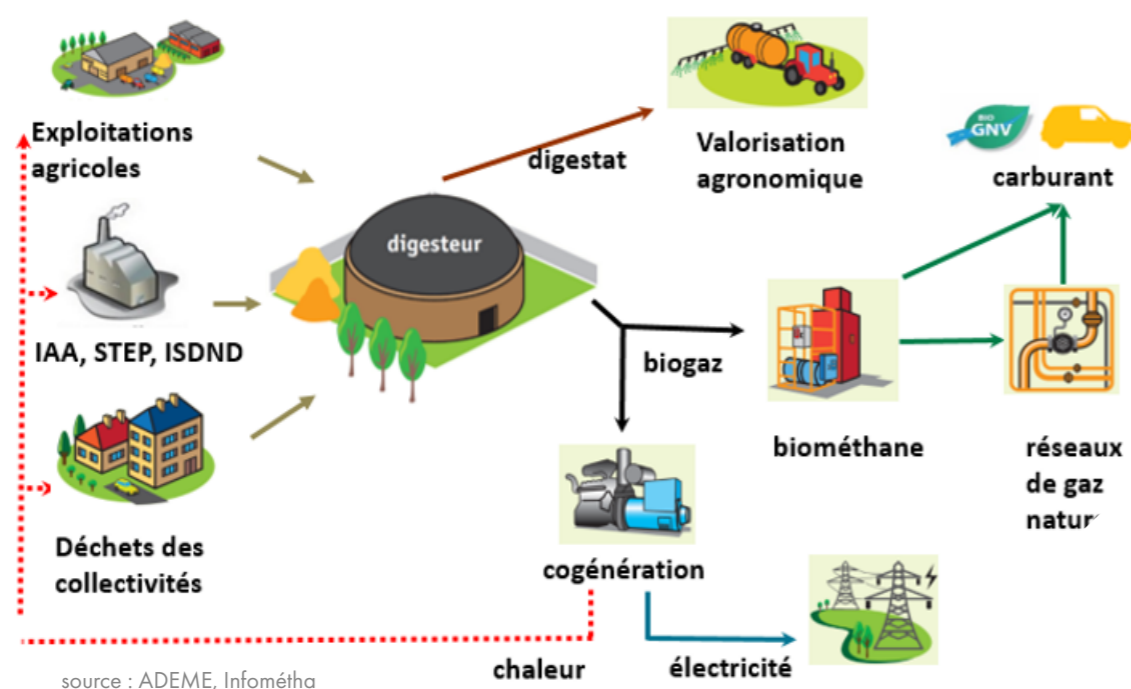 Exploitations
agricoles
IAA, STEP, ISDND
Déchets des
collectivités
digesteur
digestat
Valorisation
agronomique
BIO
GNV
carburant
biogaz
biométhane
réseaux
de gaz
natur
cogénération
chaleur
électricité
source : ADEME, Infométha